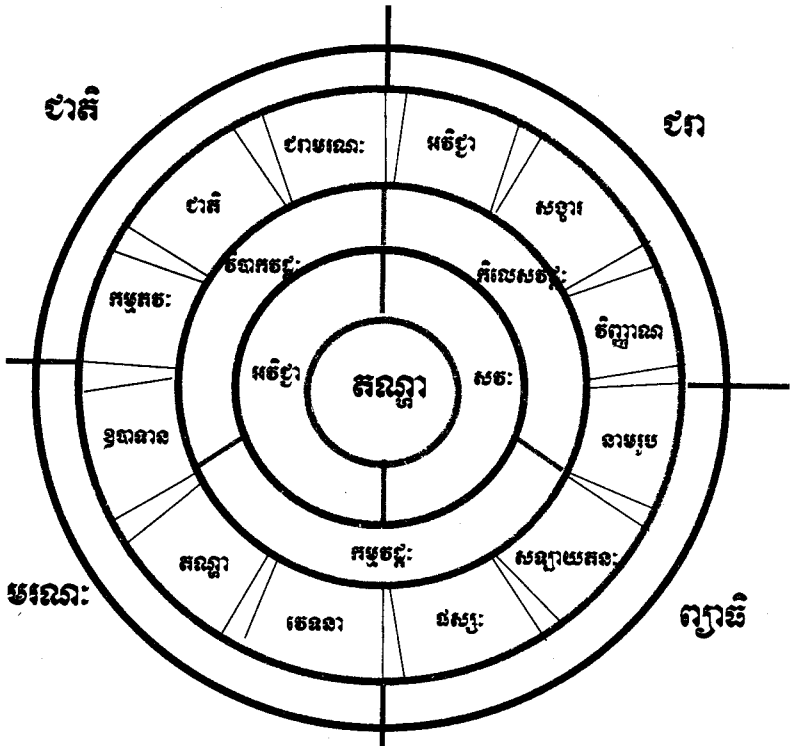 ជាតិ
ជរា
ជរាមរណៈ
អវិជ្ជា
ជាតិ
សង្ខារ
វិបាកវដ្តៈ
កិលេសវដ្តៈ
កម្មភវៈ
វិញ្ញាណ
អវិជ្ជា
តណ្ហា
សវៈ
ឧបាទាន
នាមរូប
កម្មវដ្តៈ
តណ្ហា
សឡាយតនៈ
មរណៈ
វេទនា
ផស្សៈ
ព្យាធិ